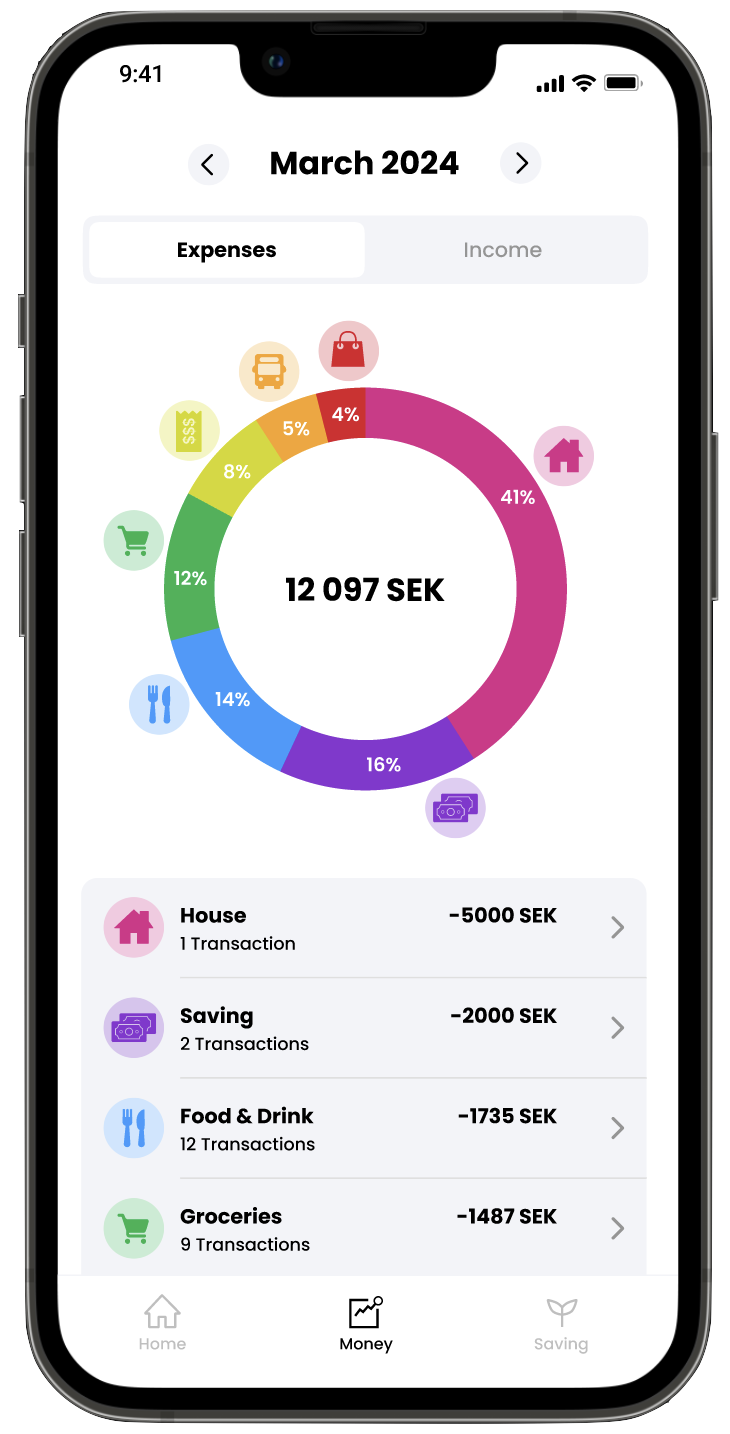 9:41
March 2024
Expenses
Income
4%
5%
41%
$$$
8%
12%
12 097 SEK
14%
16%
House
-5000 SEK
1 Transaction
Saving
-2000 SEK
2 Transactions
Food & Drink
-1735 SEK
12 Transactions
Groceries
-1487 SEK
9 Transactions
Home
Money
Saving